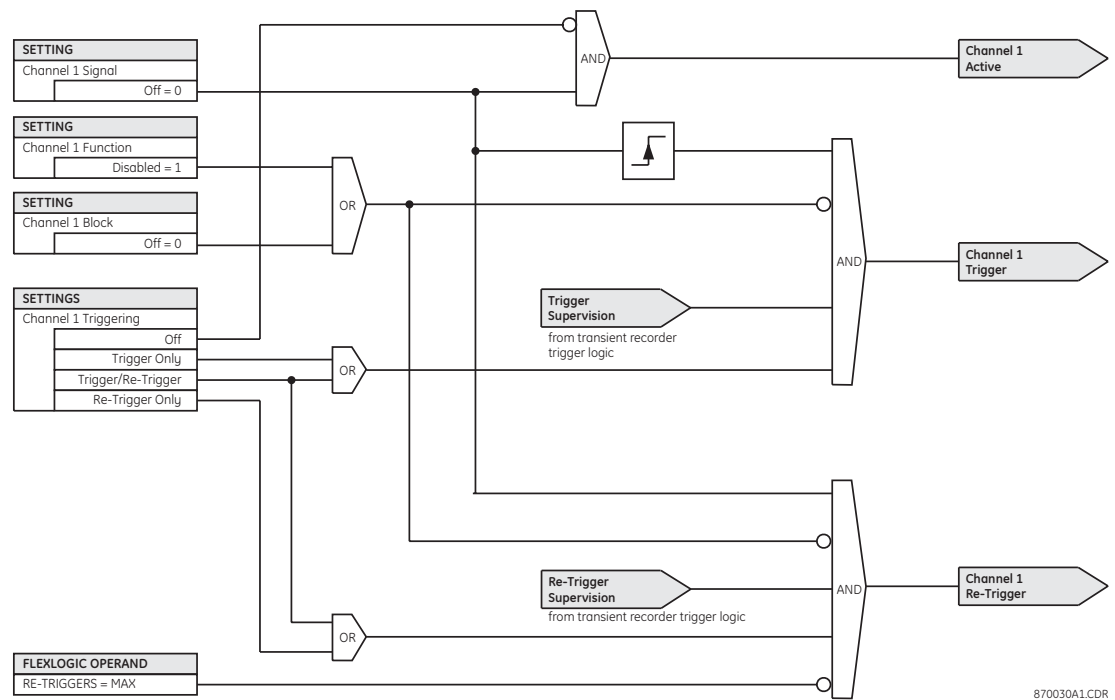 SETTING
Channel 1 Signal
Off = 0
SETTING
Channel 1 Function
Disabled = 1
SETTING
Channel 1 Block
Off = 0
SETTINGS
Channel 1 Triggering
Off
Trigger Only
Trigger/Re-Trigger
Re-Trigger Only
FLEXLOGIC OPERAND
RE-TRIGGERS = MAX
OR
OR
OR
AND
Trigger
Supervision
from transient recorder
trigger logic
AND
Re-Trigger
Supervision
from transient recorder trigger logic
AND
Channel 1
Active
Channel 1
Trigger
Channel 1
Re-Trigger
870030A1.CDR